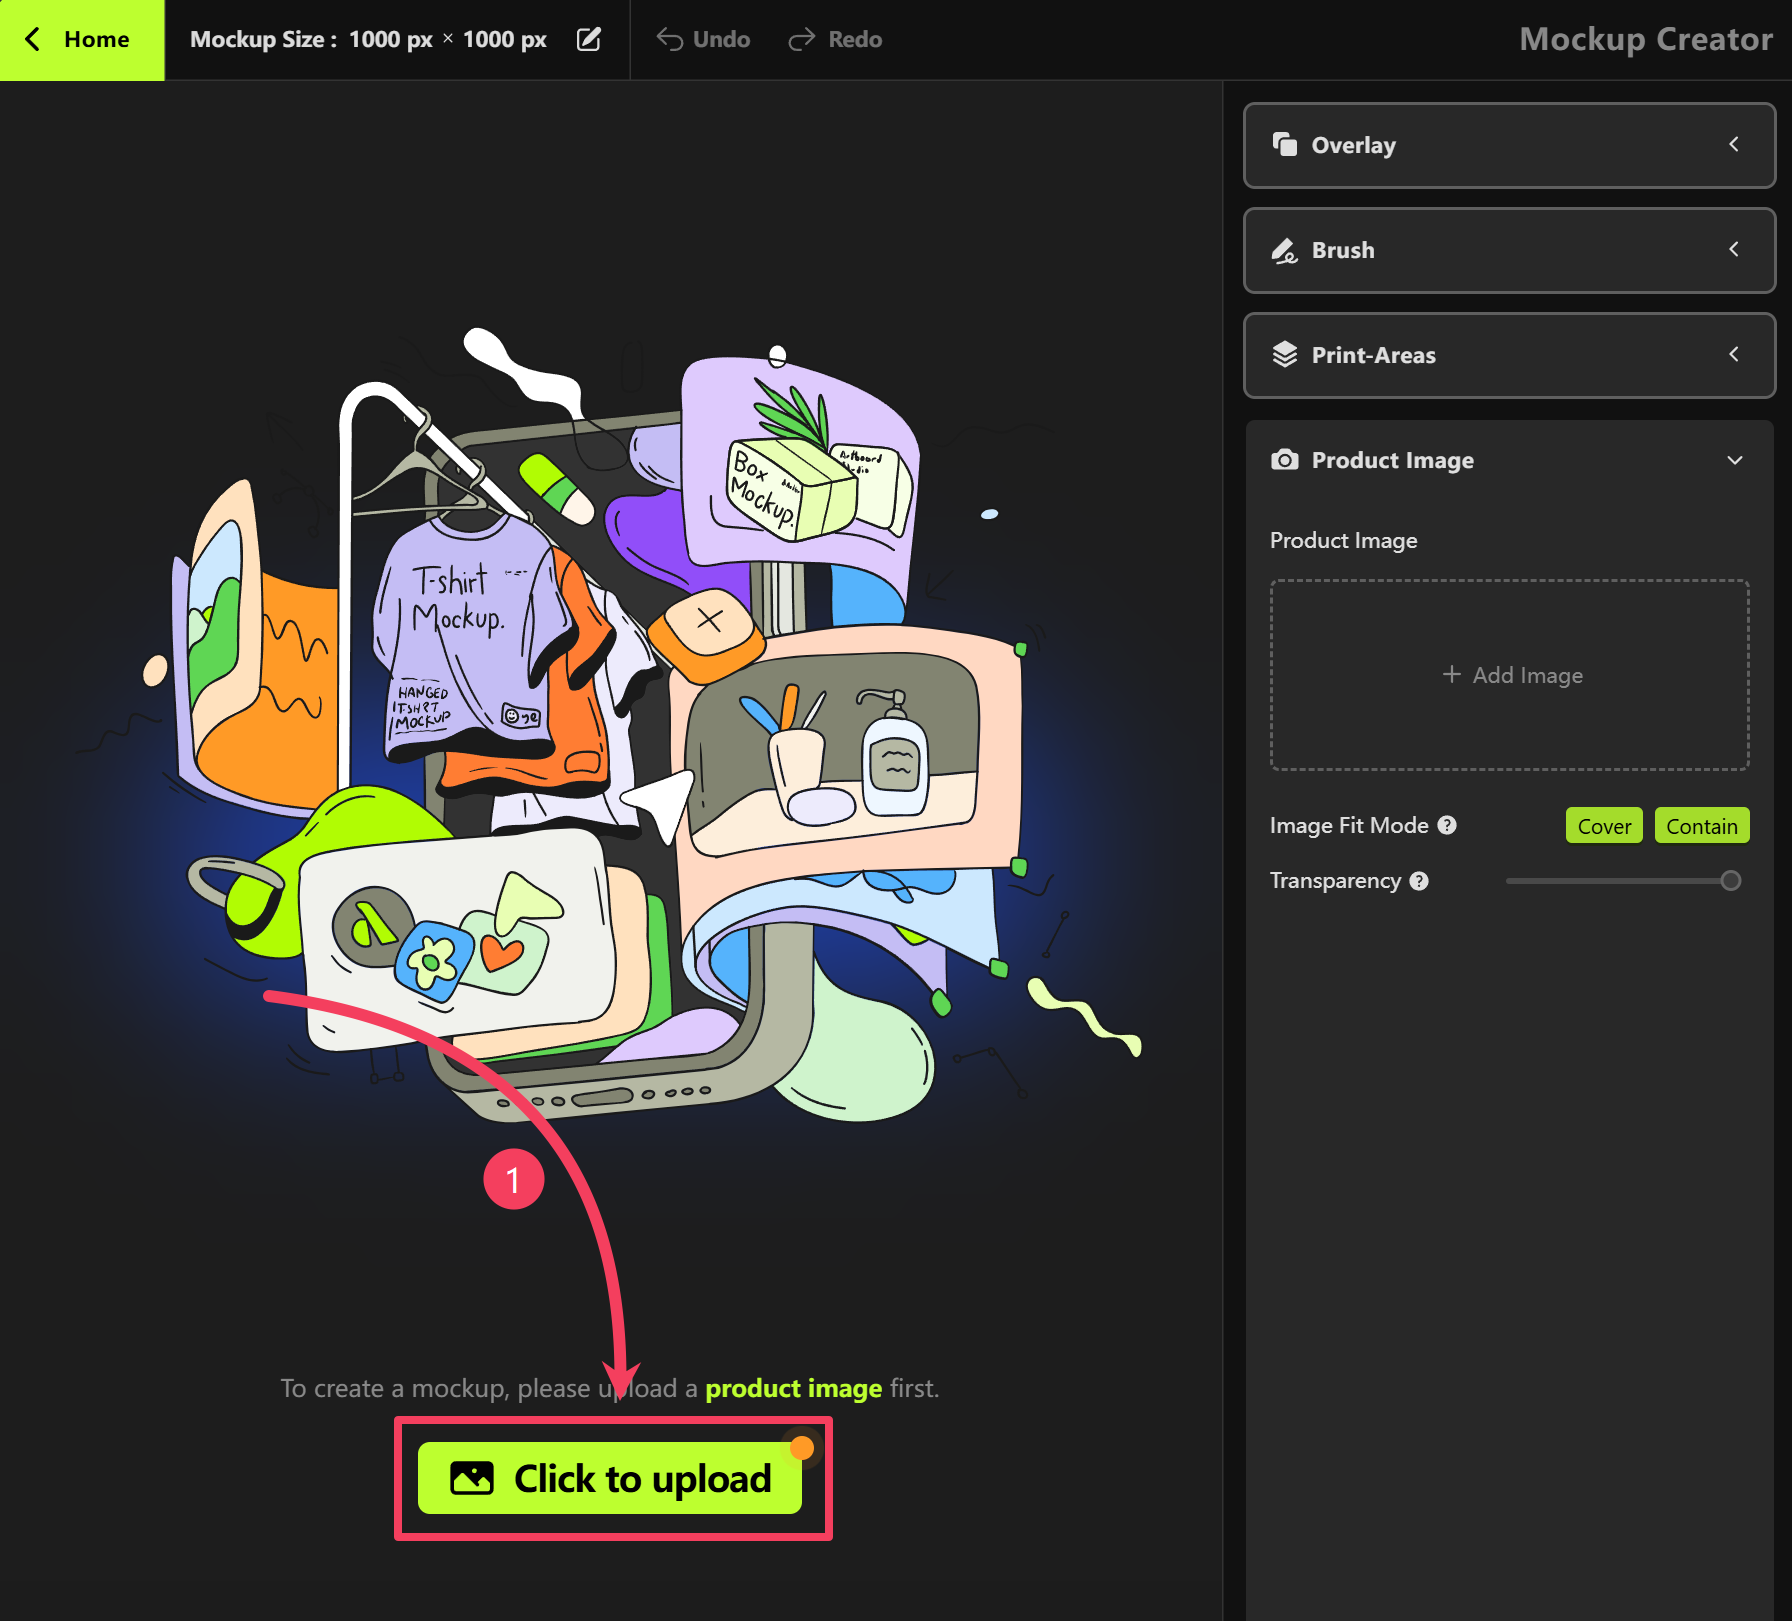 Home
Mockup Size : 1000 px × 1000 px
Undo
Redo
Mockup Creator
Overlay
Brush
Print-Areas
Product Image
Product Image
+ Add Image
Image Fit Mode ?
Cover
Contain
Transparency ?
Box
Mockup.
Artboard
T-shirt
Mockup.
HANGED
MOCKUP
1
To create a mockup, please upload a product image first.
Click to upload